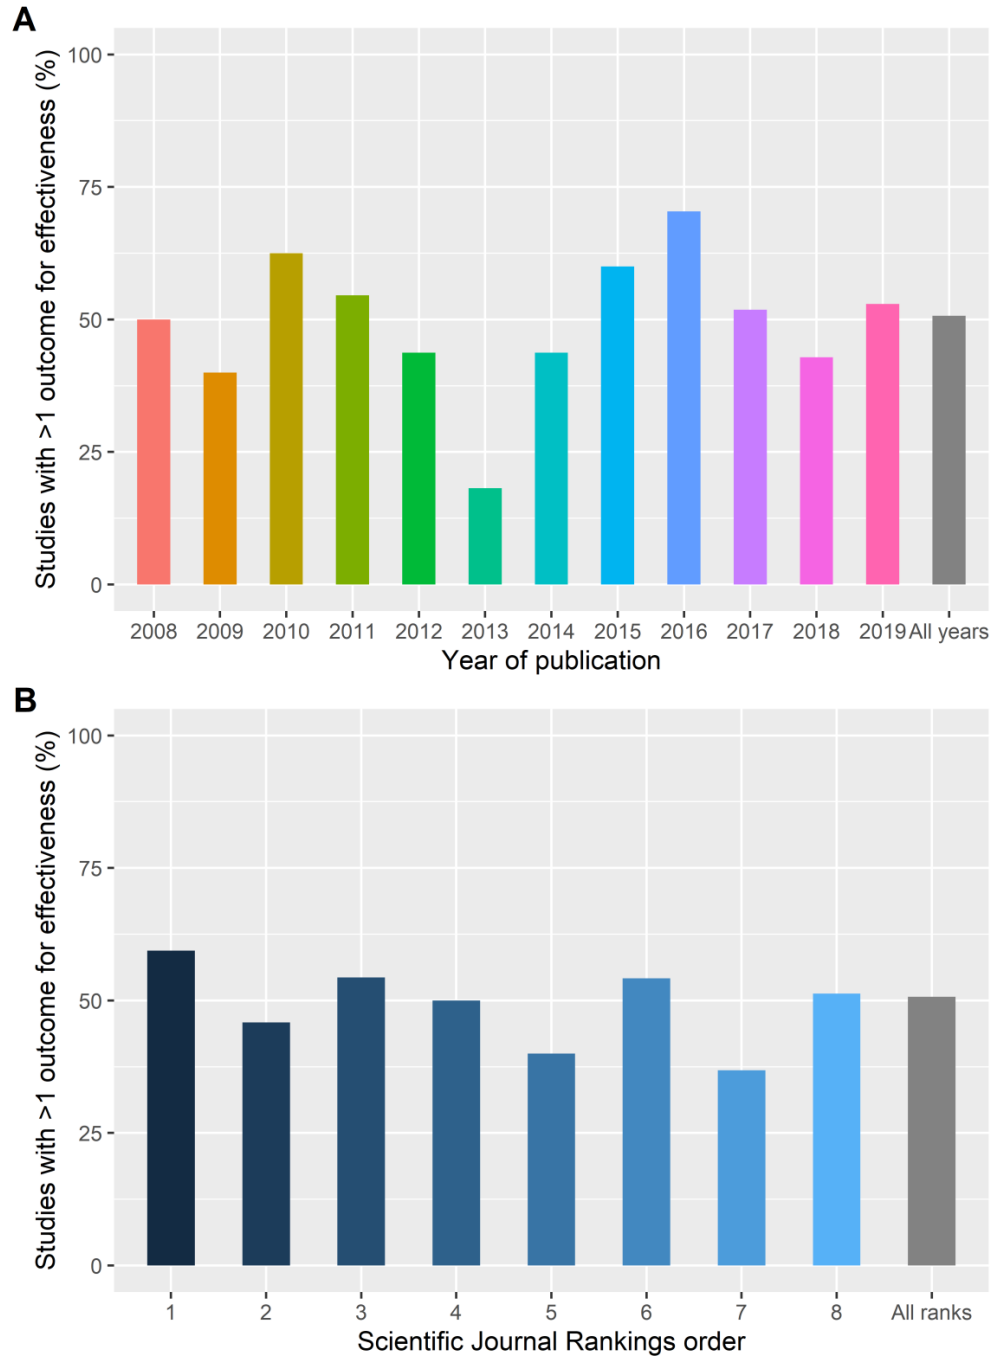 A
Studies with >1 outcome for effectiveness (%)
100
75
50
25
0
2008 2009 2010 2011 2012 2013 2014 2015 2016 2017 2018 2019 All years
Year of publication
B
Studies with >1 outcome for effectiveness (%)
100
75
50
25
0
1 2 3 4 5 6 7 8 All ranks
Scientific Journal Rankings order